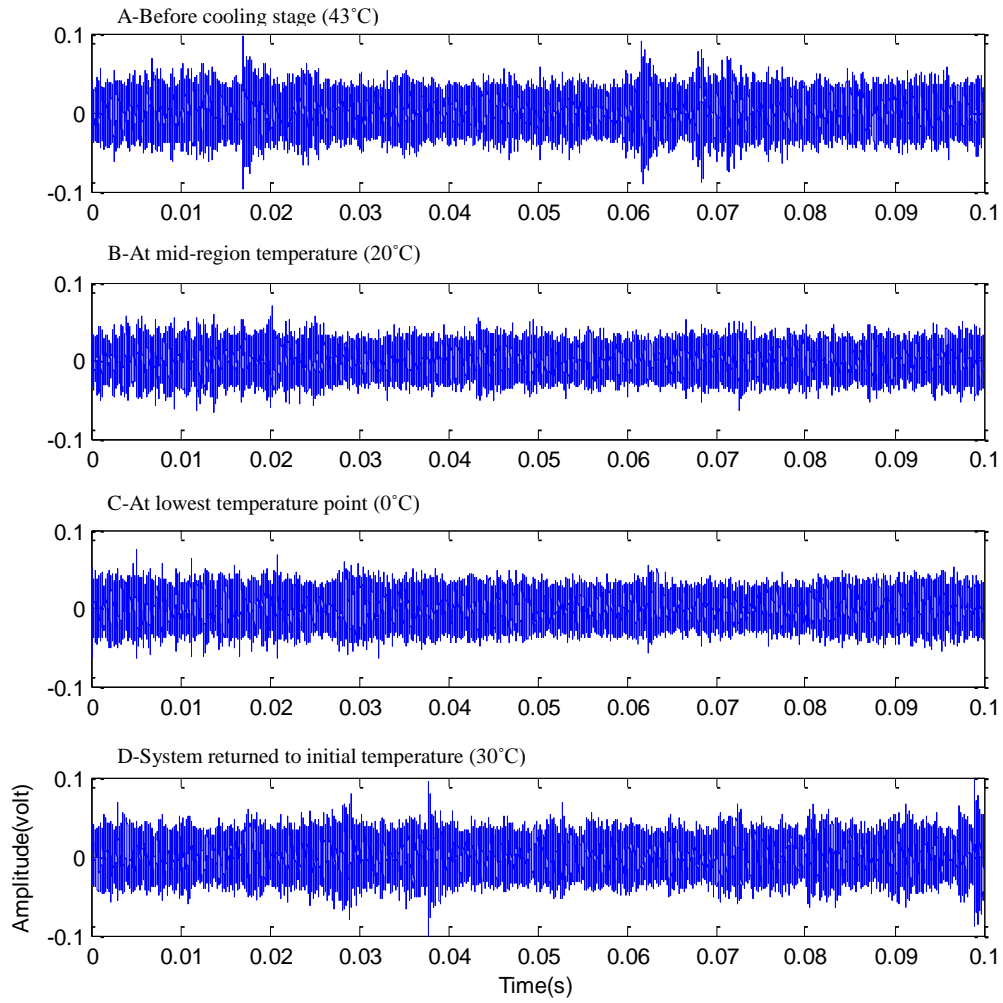 A-Before cooling stage (43˚C)
0.1
0
-0.1
0 0.01 0.02 0.03 0.04 0.05 0.06 0.07 0.08 0.09 0.1
B-At mid-region temperature (20˚C)
0.1
0
-0.1
0 0.01 0.02 0.03 0.04 0.05 0.06 0.07 0.08 0.09 0.1
C-At lowest temperature point (0˚C)
0.1
0
-0.1
0 0.01 0.02 0.03 0.04 0.05 0.06 0.07 0.08 0.09 0.1
D-System returned to initial temperature (30˚C)
0.1
0
-0.1
Amplitude(volt)
0 0.01 0.02 0.03 0.04 0.05 0.06 0.07 0.08 0.09 0.1
Time(s)